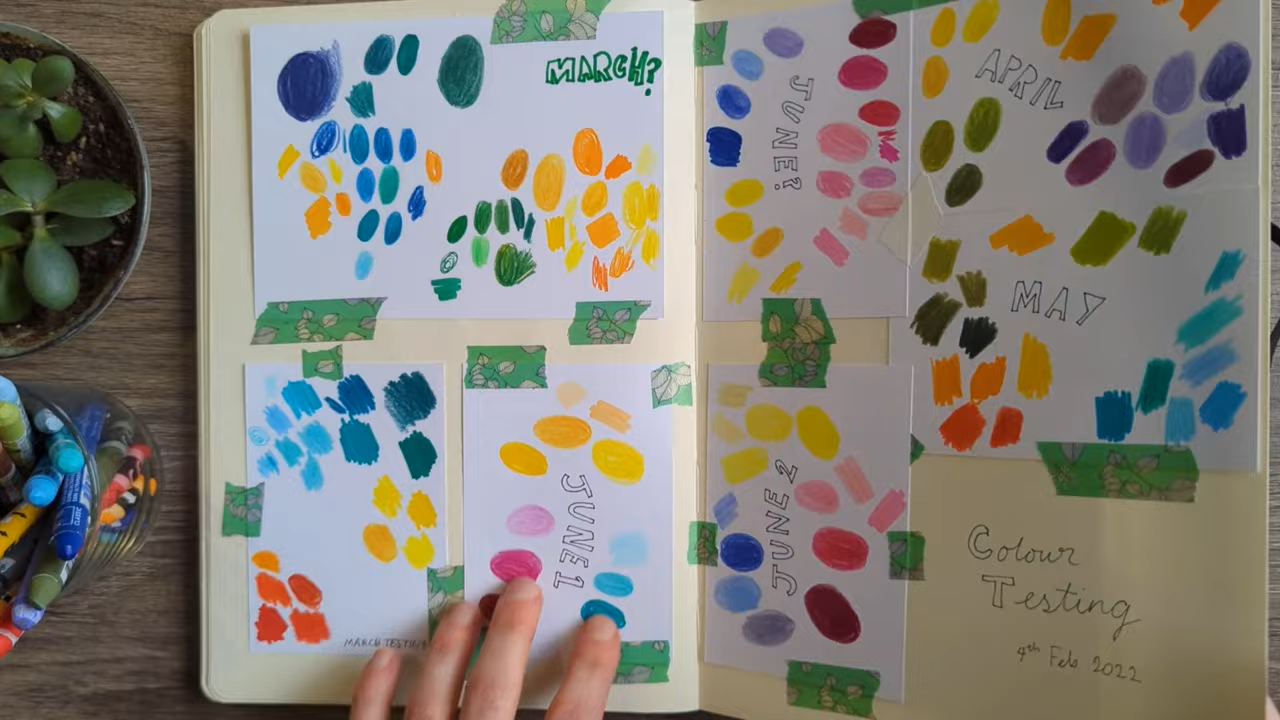 MARCH?
MARCH TESTING
JUNE 1
JUNE?
APRIL
MAY
JUNE 2
Colour
Testing
4th Feb 2022